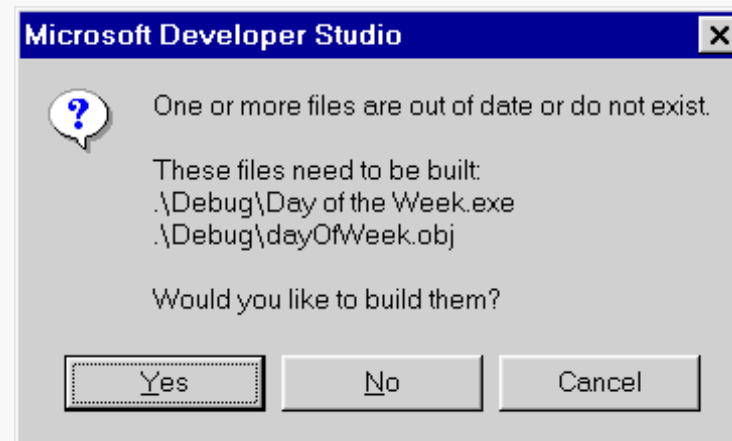 Microsoft Developer Studio
One or more files are out of date or do not exist.
These files need to be built:
.\Debug\Day of the Week.exe
.\Debug\dayOfWeek.obj
Would you like to build them?
Yes No Cancel